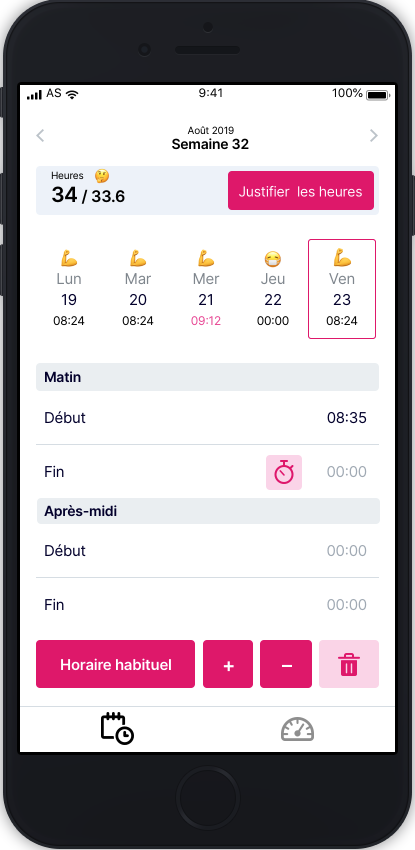 AS 9:41 100%
Août 2019
Semaine 32
Heures 🤔
34 / 33.6
Justifier les heures
Lun Mar Mer Jeu Ven
19 20 21 22 23
08:24 08:24 09:12 00:00 08:24
Matin
Début 08:35
Fin 00:00
Après-midi
Début 00:00
Fin 00:00
Horaire habituel + −